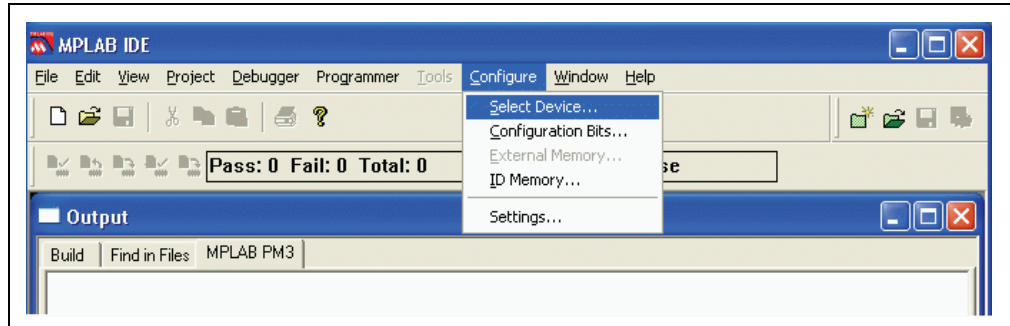 MPLAB IDE
File Edit View Project Debugger Programmer Tools Configure Window Help
Select Device...
Configuration Bits...
External Memory...
ID Memory...
Settings...
Pass: 0 Fail: 0 Total: 0 se
Output
Build Find in Files MPLAB PM3